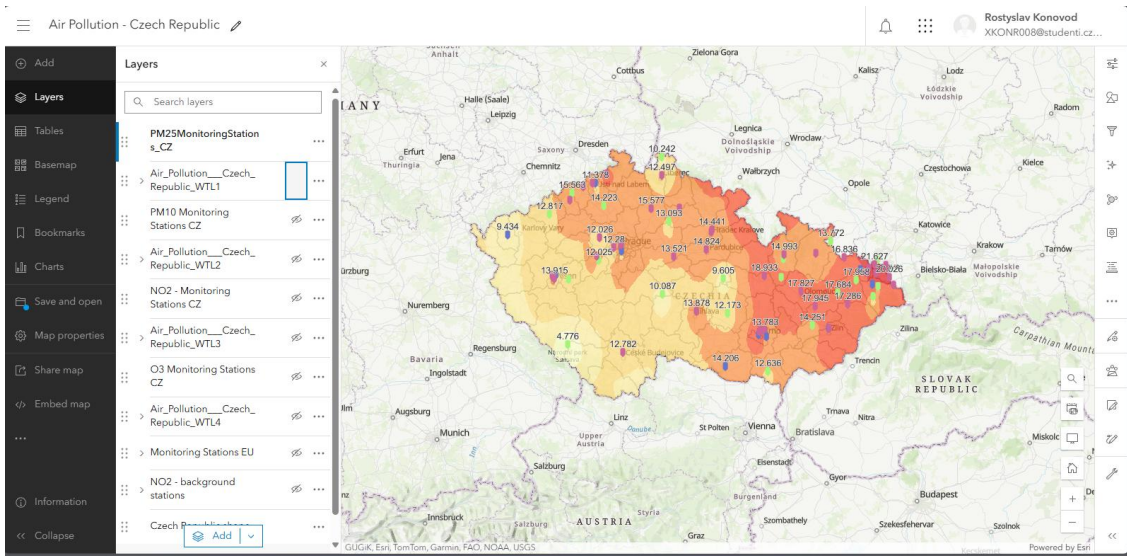 Air Pollution - Czech Republic
Rostyslav Konovod
XKONR008@studenti.cz...
Add
Layers
Tables
Basemap
Legend
Bookmarks
Charts
Save and open
Map properties
Share map
Embed map
Information
Collapse
Layers
Search layers
PM25MonitoringStation
s_CZ
Air_Pollution___Czech_
Republic_WTL1
PM10 Monitoring
Stations CZ
Air_Pollution___Czech_
Republic_WTL2
NO2 - Monitoring
Stations CZ
Air_Pollution___Czech_
Republic_WTL3
O3 Monitoring Stations
CZ
Air_Pollution___Czech_
Republic_WTL4
Monitoring Stations EU
NO2 - background
stations
Add
Anhalt
Zielona Gora
Cottbus
Kalisz
Lodz
Łódzkie
Voivodship
Halle (Saale)
Leipzig
Radom
Legnica
Dolnośląskie
Voivodship
Wroclaw
Erfurt
Jena
Saxony
Dresden
Thuringia
Chemnitz
Wałbrzych
Opole
Częstochowa
Kielce
10.242
12.497
11.378
15.563
14.223
15.577
12.817
13.093
9.434
Karlovy Vary
12.026
12.28
12.025
14.441
14.824
13.521
13.772
14.993
16.836
21.627
Katowice
Krakow
Tarnów
Bielsko-Biala
Małopolskie
Voivodship
13.915
10.087
9.605
18.933
17.958
20.026
17.827
17.684
17.945
17.286
CZECHIA
13.878
12.173
13.783
14.251
4.776
12.782
14.206
12.636
Nuremberg
Regensburg
Bavaria
Ingolstadt
Zilina
Trencin
Carpathian Mount
SLOVAK
REPUBLIC
Augsburg
Munich
Linz
Danube
Upper
Austria
St Polten
Vienna
Bratislava
Trnava
Nitra
Miskolc
Salzburg
Eisenstadt
Gyor
Budapest
Burgenland
Innsbruck
Salzburg
AUSTRIA
Styria
Graz
Szombathely
Szekesfehervar
Szolnok
GUGiK, Esri, TomTom, Garmin, FAO, NOAA, USGS
Powered by Esri